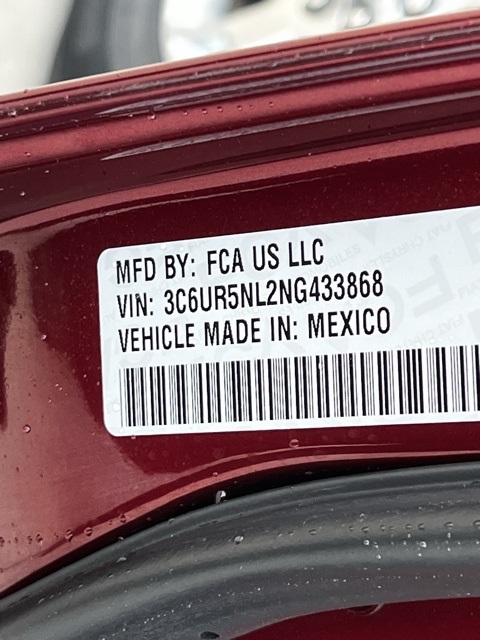 MFD BY: FCA US LLC
VIN: 3C6UR5NL2NG433868
VEHICLE MADE IN: MEXICO